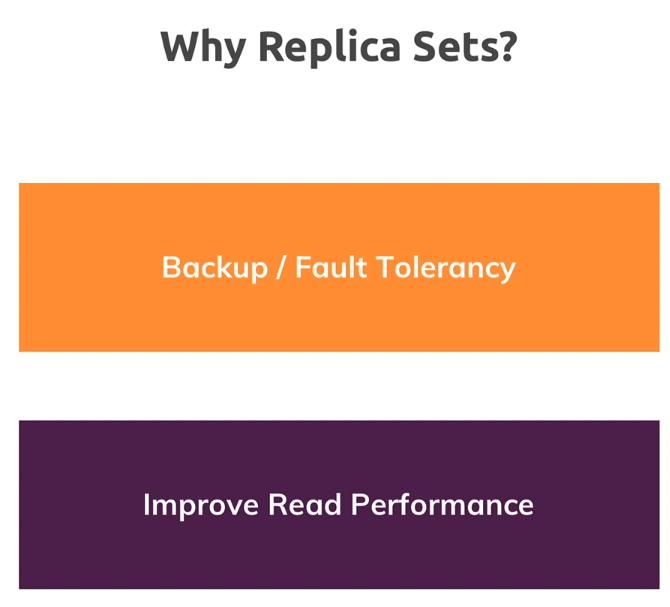 Why Replica Sets?
Backup / Fault Tolerancy
Improve Read Performance